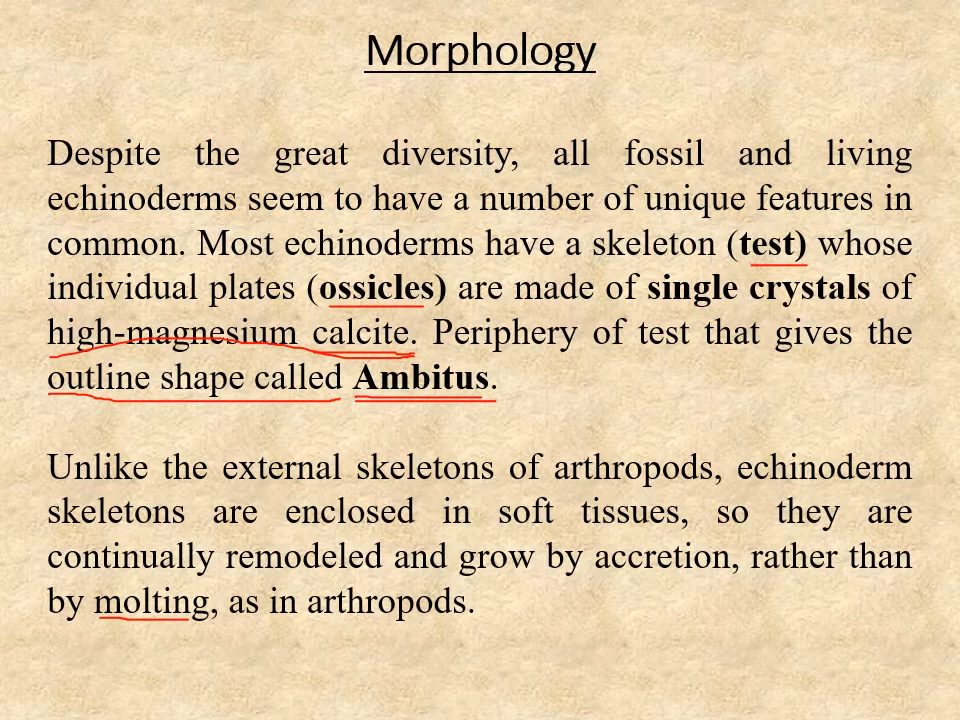 Morphology
Despite the great diversity, all fossil and living
echinoderms seem to have a number of unique features in
common. Most echinoderms have a skeleton (test) whose
individual plates (ossicles) are made of single crystals of
high-magnesium calcite. Periphery of test that gives the
outline shape called Ambitus.
Unlike the external skeletons of arthropods, echinoderm
skeletons are enclosed in soft tissues, so they are
continually remodeled and grow by accretion, rather than
by molting, as in arthropods.